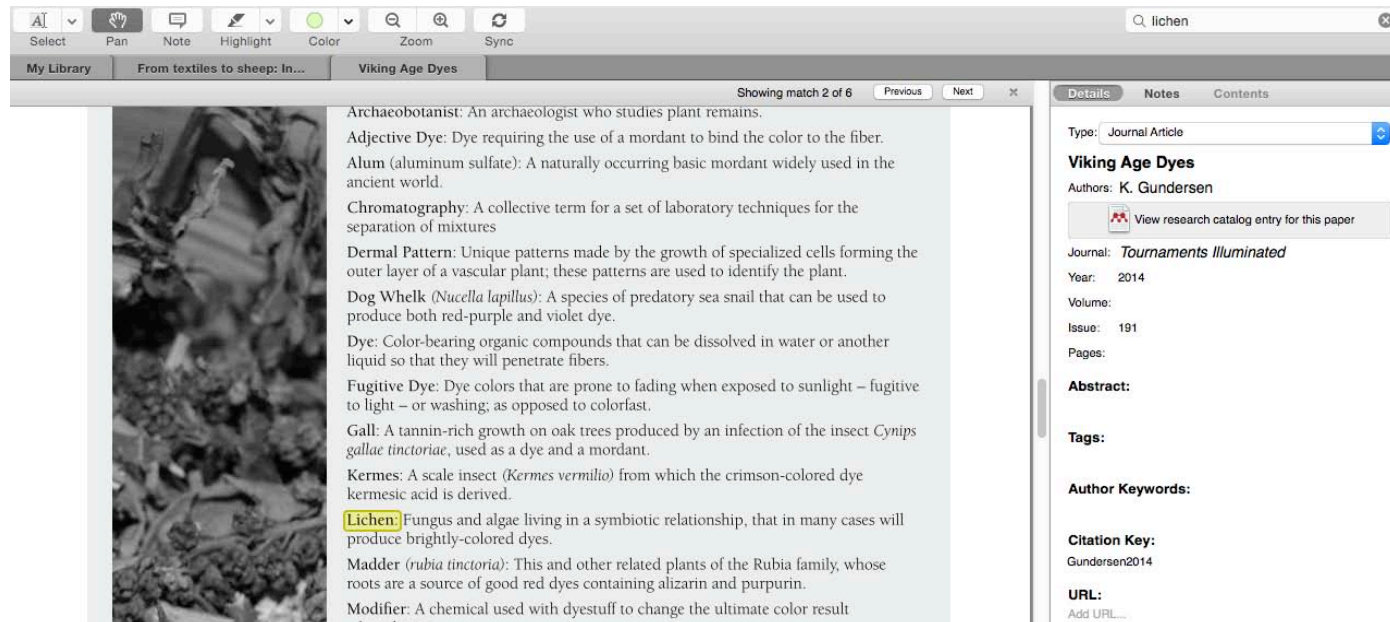 lichen
Select
Pan
Note
Highlight
Color
Zoom
Sync
My Library
From textiles to sheep: In...
Viking Age Dyes
Showing match 2 of 6
Previous
Next
Archaeobotanist: An archaeologist who studies plant remains.
Adjective Dye: Dye requiring the use of a mordant to bind the color to the fiber.
Alum (aluminum sulfate): A naturally occurring basic mordant widely used in the
ancient world.
Chromatography: A collective term for a set of laboratory techniques for the
separation of mixtures
Dermal Pattern: Unique patterns made by the growth of specialized cells forming the
outer layer of a vascular plant; these patterns are used to identify the plant.
Dog Whelk (Nucella lapillus): A species of predatory sea snail that can be used to
produce both red-purple and violet dye.
Dye: Color-bearing organic compounds that can be dissolved in water or another
liquid so that they will penetrate fibers.
Fugitive Dye: Dye colors that are prone to fading when exposed to sunlight – fugitive
to light – or washing; as opposed to colorfast.
Gall: A tannin-rich growth on oak trees produced by an infection of the insect Cynips
gallae tinctoriae, used as a dye and a mordant.
Kermes: A scale insect (Kermes vermilio) from which the crimson-colored dye
kermesic acid is derived.
Lichen: Fungus and algae living in a symbiotic relationship, that in many cases will
produce brightly-colored dyes.
Madder (rubia tinctoria): This and other related plants of the Rubia family, whose
roots are a source of good red dyes containing alizarin and purpurin.
Modifier: A chemical used with dyestuff to change the ultimate color result
Details
Notes
Contents
Type: Journal Article
Viking Age Dyes
Authors: K. Gundersen
View research catalog entry for this paper
Journal: Tournaments Illuminated
Year: 2014
Volume:
Issue: 191
Pages:
Abstract:
Tags:
Author Keywords:
Citation Key:
Gundersen2014
URL:
Add URL...